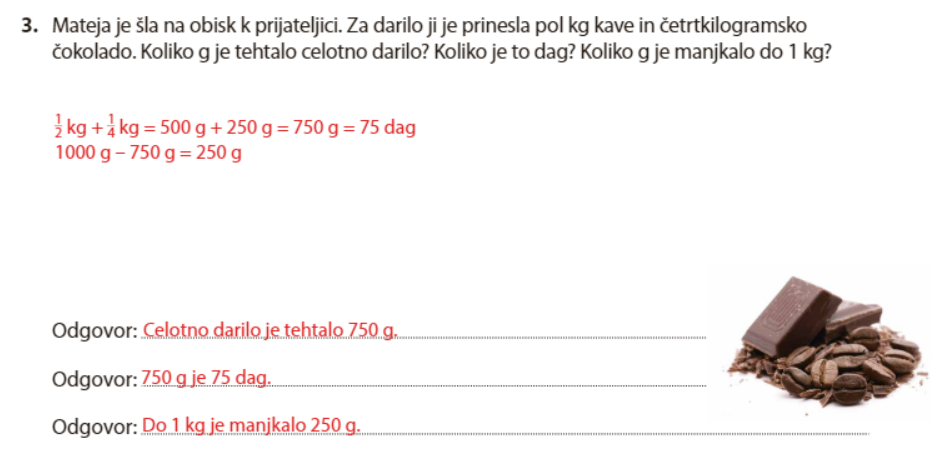 3. Mateja je šla na obisk k prijateljici. Za darilo ji je prinesla pol kg kave in četrtkilogramsko
čokolado. Koliko g je tehtalo celotno darilo? Koliko je to dag? Koliko g je manjkalo do 1 kg?
½ kg + ¼ kg = 500 g + 250 g = 750 g = 75 dag
1000 g – 750 g = 250 g
Odgovor: Celotno darilo je tehtalo 750 g.
Odgovor: 750 g je 75 dag.
Odgovor: Do 1 kg je manjkalo 250 g.